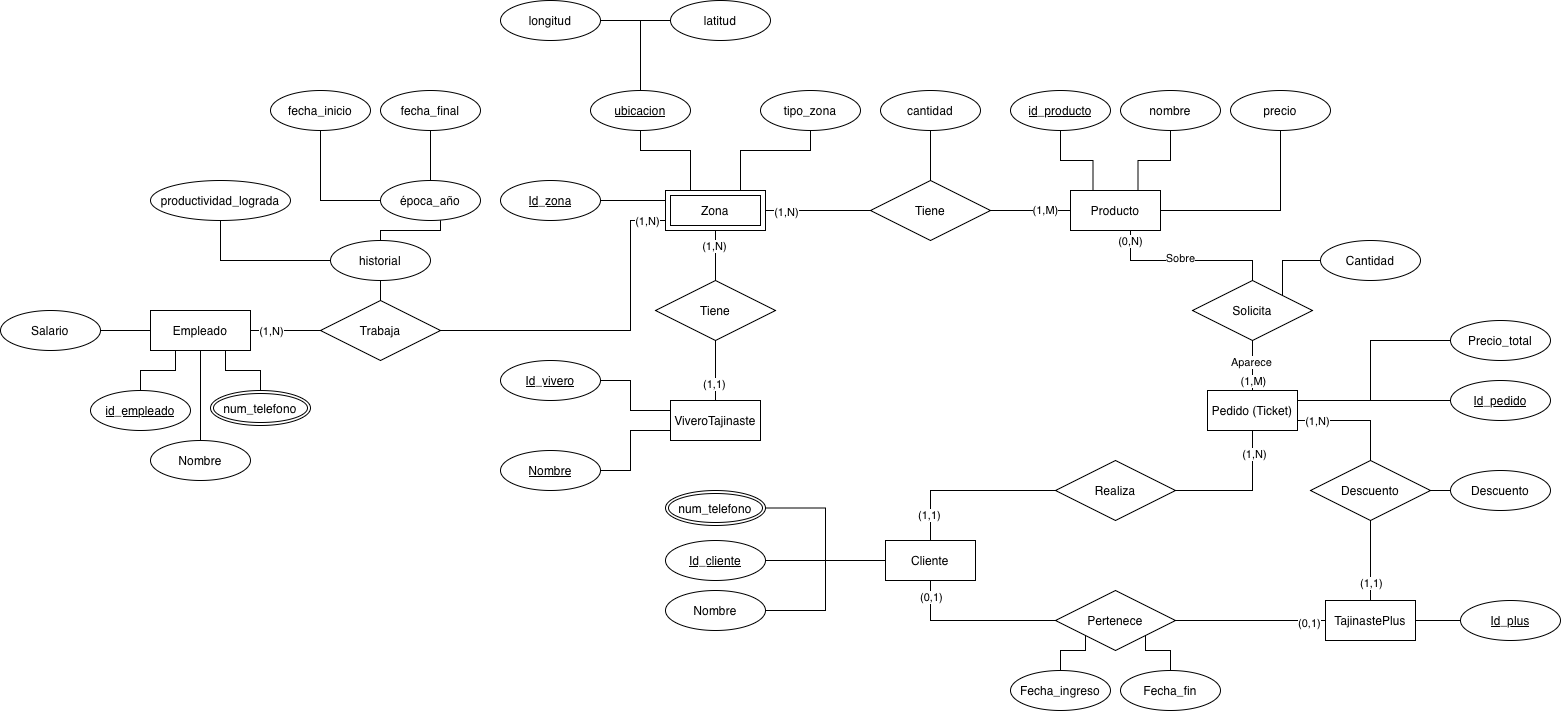 longitud
latitud
fecha_inicio
fecha_final
ubicacion
tipo_zona
cantidad
id_producto
nombre
precio
productividad_lograda
época_año
Id_zona
Zona
(1,N)
Tiene
(1,M)
Producto
(1,N)
(1,N)
(0,N)
historial
Sobre
Cantidad
Salario
Empleado
(1,N)
Trabaja
Tiene
Solicita
Precio_total
Aparece
(1,M)
Id_vivero
(1,1)
id_empleado
num_telefono
ViveroTajinaste
Pedido (Ticket)
Id_pedido
(1,N)
(1,N)
Nombre
Nombre
Realiza
Descuento
Descuento
num_telefono
(1,1)
Id_cliente
Cliente
(1,1)
(0,1)
Nombre
Pertenece
(0,1)
TajinastePlus
Id_plus
Fecha_ingreso
Fecha_fin